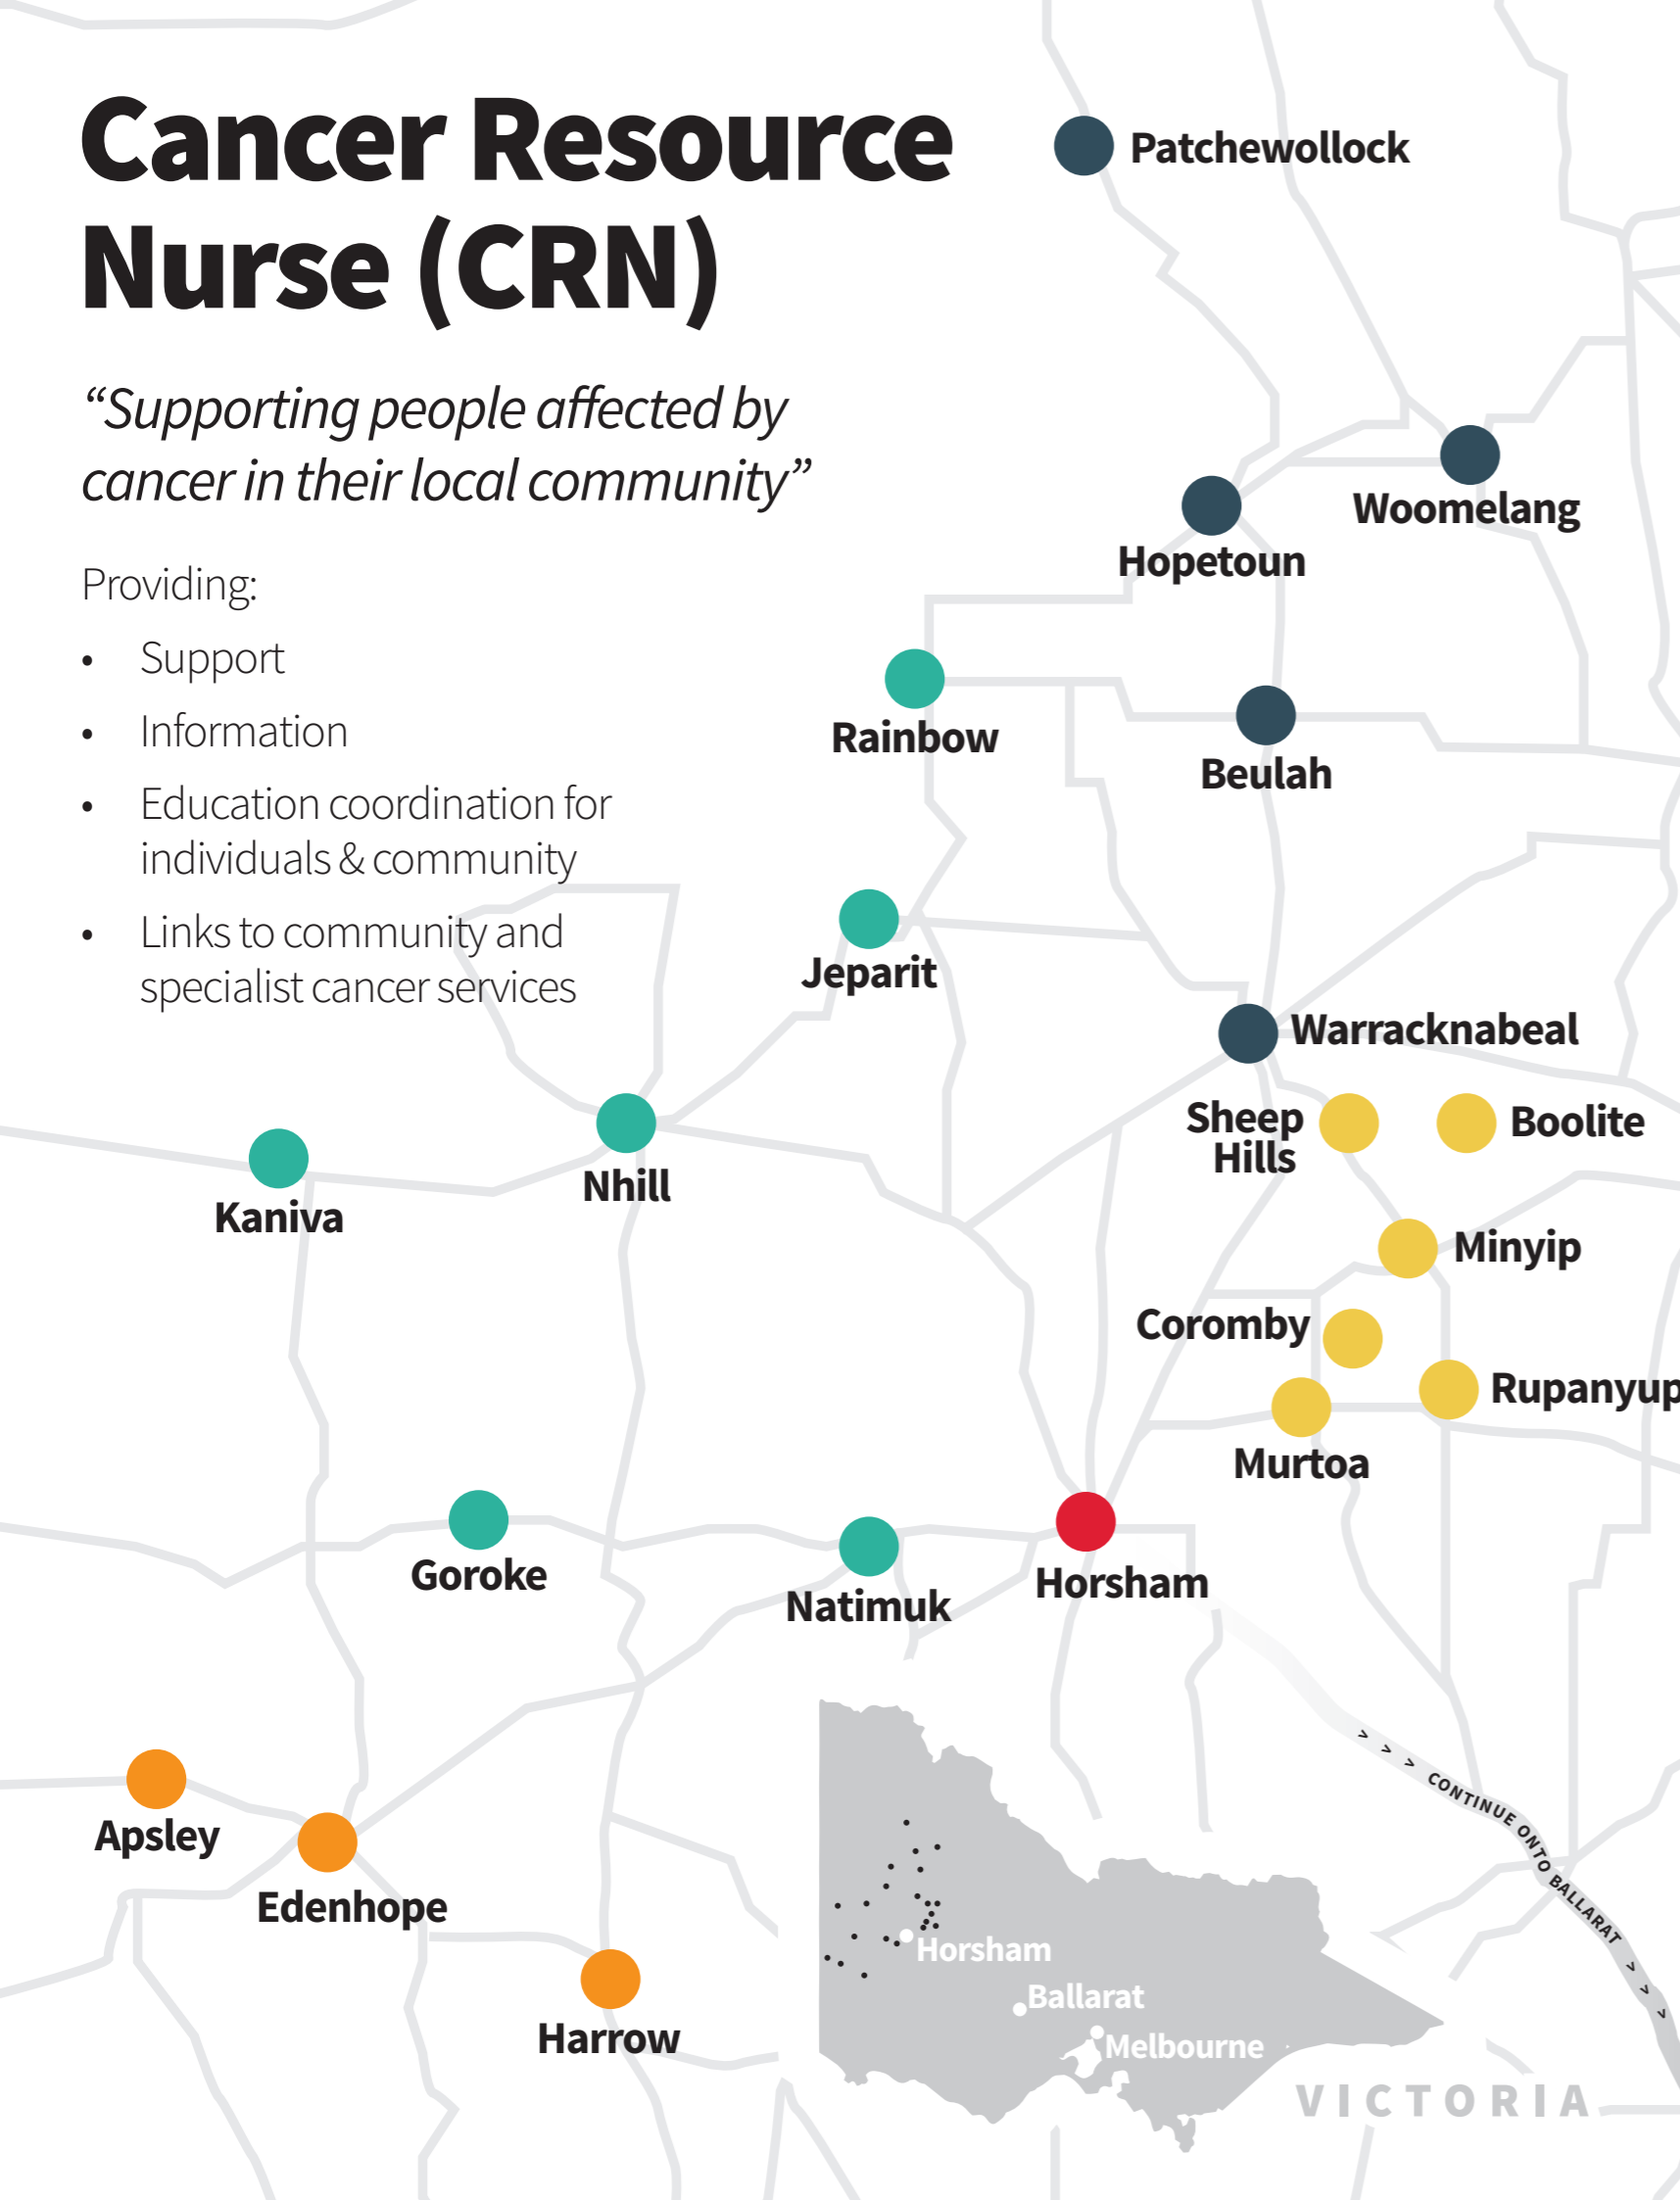 Cancer Resource
Nurse (CRN)
“Supporting people affected by
cancer in their local community”
Providing:
• Support
• Information
• Education coordination for
individuals & community
• Links to community and
specialist cancer services
Patchewollock
Woomelang
Hopetoun
Rainbow
Beulah
Jeparit
Warracknabeal
Sheep
Hills
Boolite
Nhill
Kaniva
Minyip
Coromby
Rupanyup
Murtoa
Goroke
Natimuk
Horsham
Apsley
Edenhope
Harrow
> > > CONTINUE ONTO BALLARAT > > >
Horsham
Ballarat
Melbourne
VICTORIA